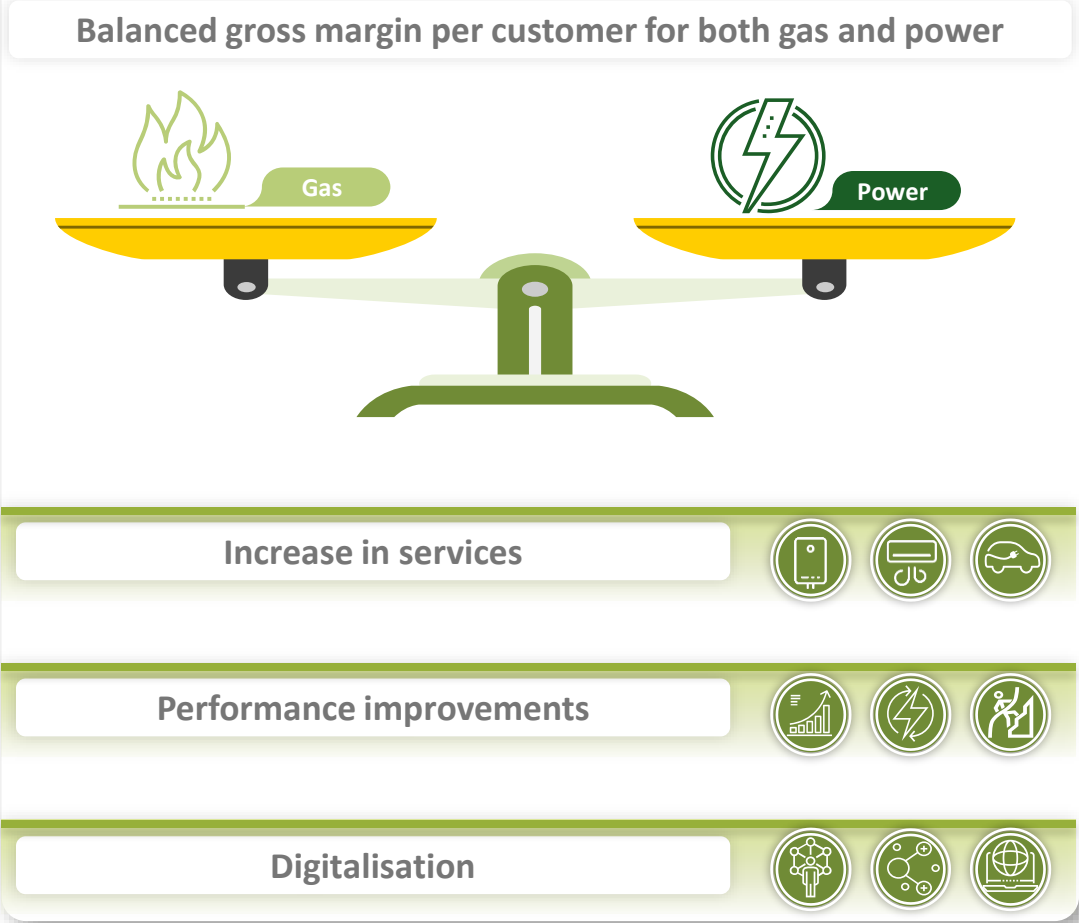 Balanced gross margin per customer for both gas and power
Gas
Power
Increase in services
Performance improvements
Digitalisation